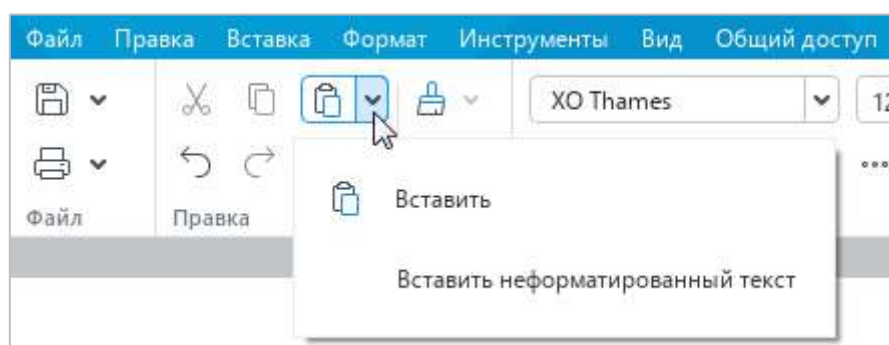 Файл Правка Вставка Формат Инструменты Вид Общий доступ
XO Thames
Файл Правка
Вставить
Вставить неформатированный текст